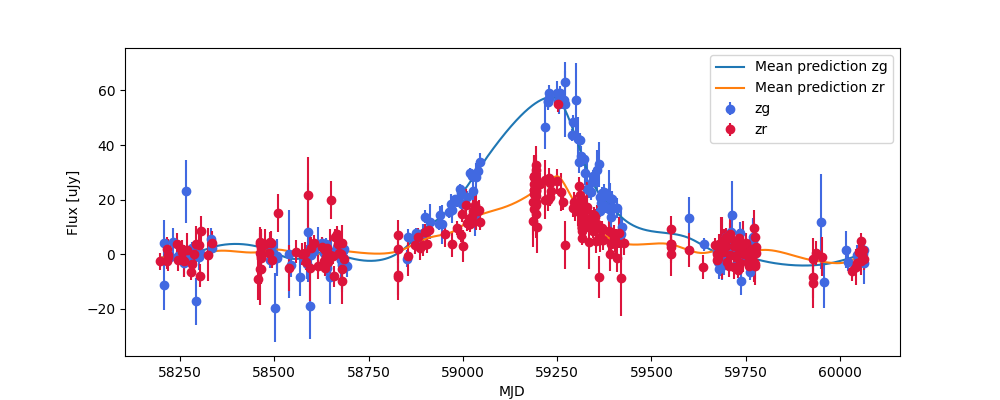 Flux [uJy]
60
40
20
0
−20
58250 58500 58750 59000 59250 59500 59750 60000
MJD
Mean prediction zg
Mean prediction zr
zg
zr